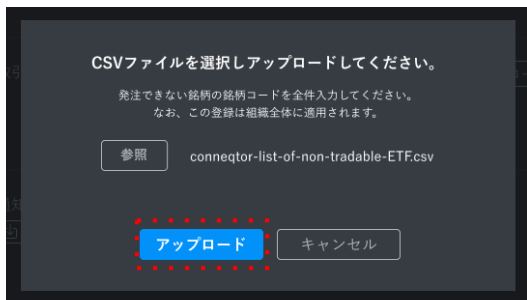 CSVファイルを選択しアップロードしてください。
発注できない銘柄の銘柄コードを全件入力してください。
なお、この登録は組織全体に適用されます。
参照 conneqtor-list-of-non-tradable-ETF.csv
アップロード キャンセル